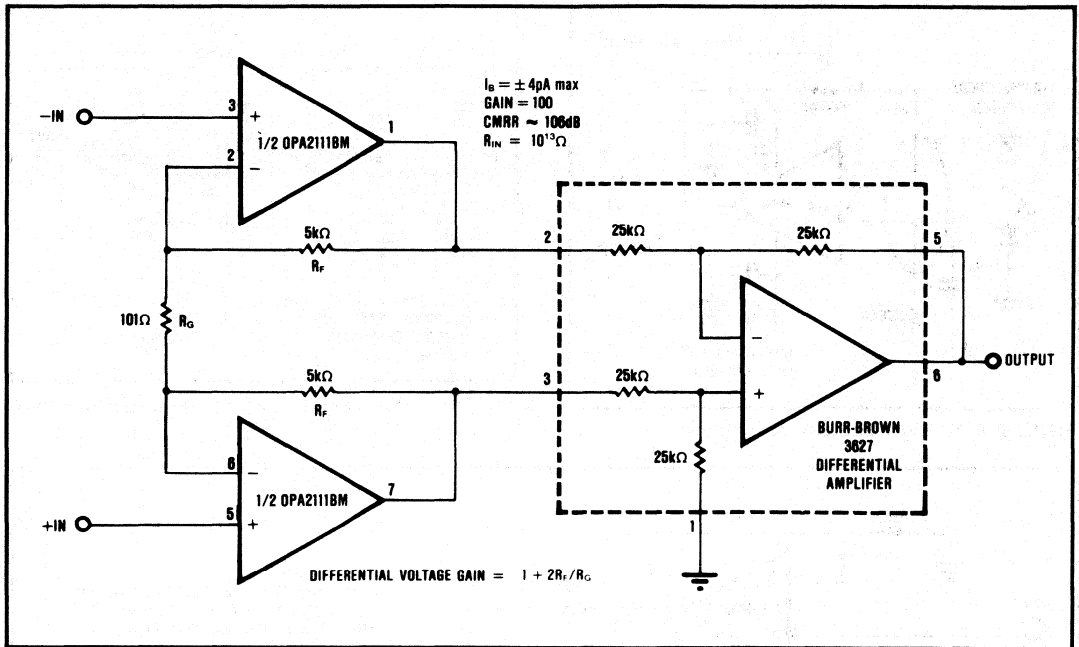 I_B = ± 4pA max
GAIN = 100
CMRR ≈ 106dB
R_IN = 10¹³Ω
−IN
3
+
1/2 OPA2111BM
1
2
−
5kΩ
R_F
2
25kΩ
25kΩ
5
101Ω
R_G
−
OUTPUT
6
5kΩ
R_F
3
25kΩ
+
BURR-BROWN
3627
DIFFERENTIAL
AMPLIFIER
25kΩ
6
−
1/2 OPA2111BM
7
+IN
5
+
1
DIFFERENTIAL VOLTAGE GAIN = 1 + 2R_F/R_G